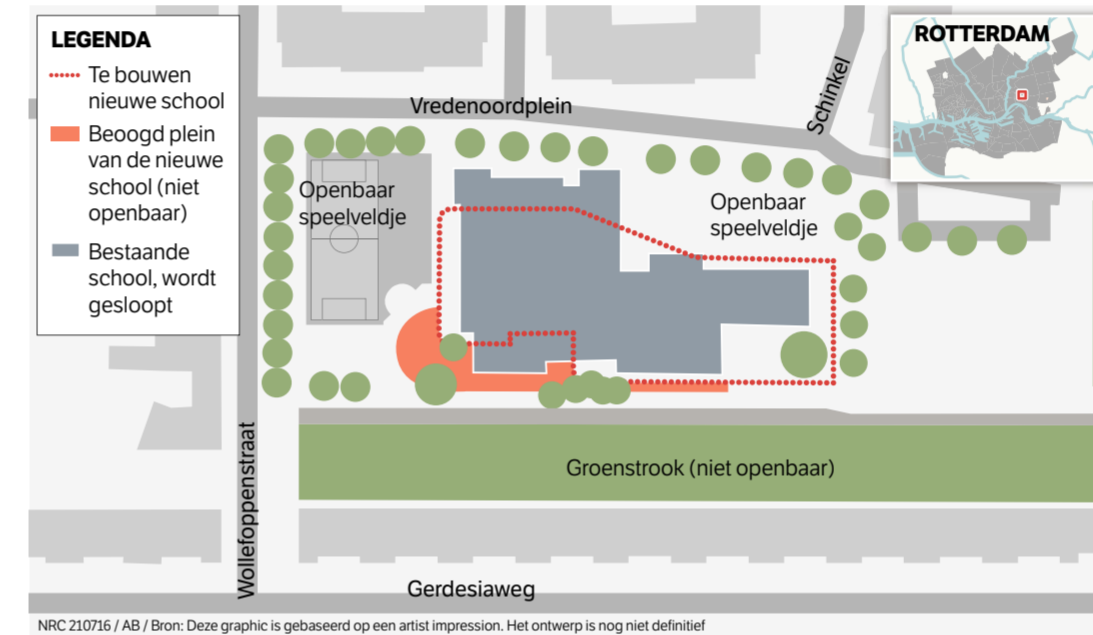 LEGENDA
Te bouwen
nieuwe school
Beoogd plein
van de nieuwe
school (niet
openbaar)
Bestaande
school, wordt
gesloopt
Vredenoordplein
Schinkel
ROTTERDAM
Openbaar
speelveldje
Openbaar
speelveldje
Wollefoppenstraat
Groenstrook (niet openbaar)
Gerdesiaweg
NRC 210716 / AB / Bron: Deze graphic is gebaseerd op een artist impression. Het ontwerp is nog niet definitief